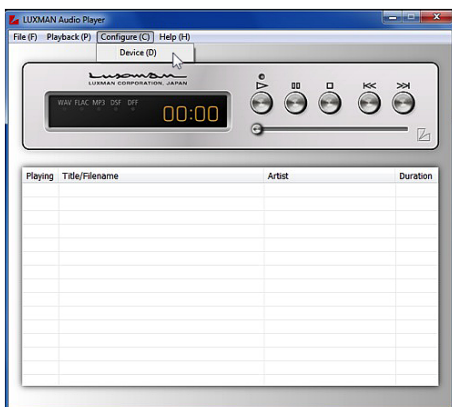 LUXMAN Audio Player
File (F) Playback (P) Configure (C) Help (H)
Device (D)
Luxman
LUXMAN CORPORATION, JAPAN
WAV FLAC MP3 DSF DFF
00:00
Playing Title/Filename Artist Duration